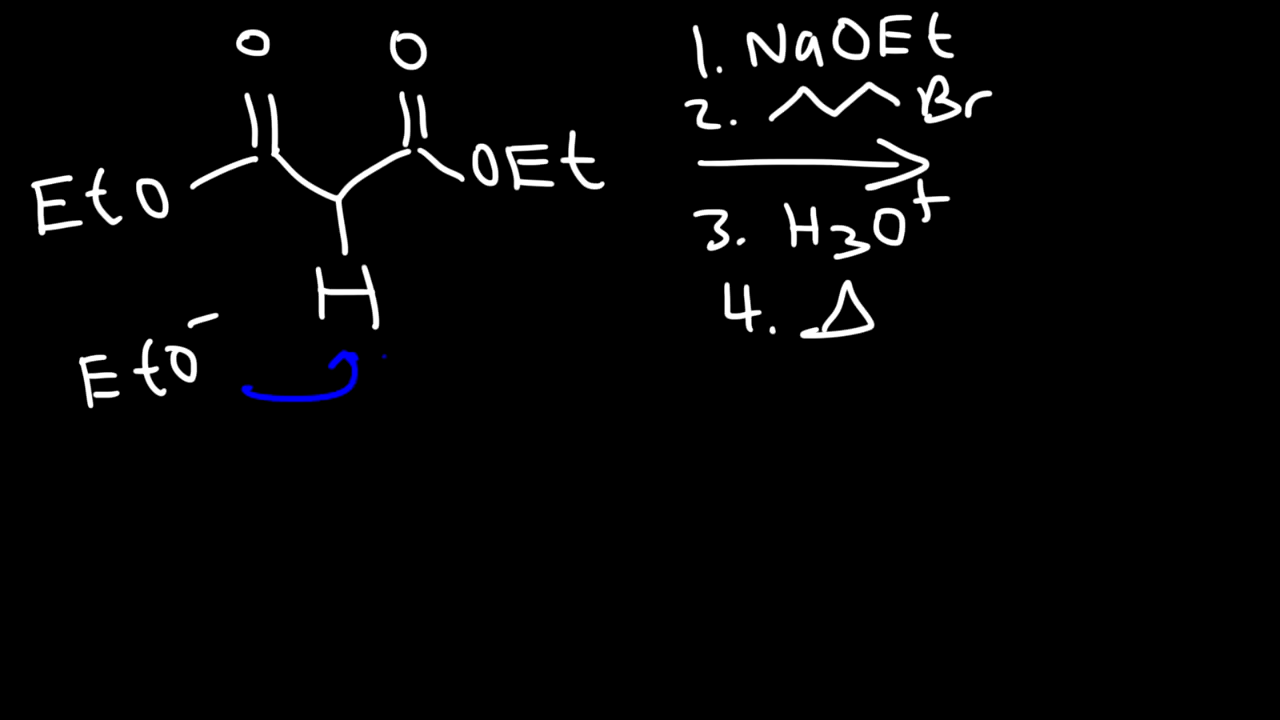 O O
EtO OEt
H
EtO⁻
1. NaOEt
2. Br
3. H₃O⁺
4. Δ